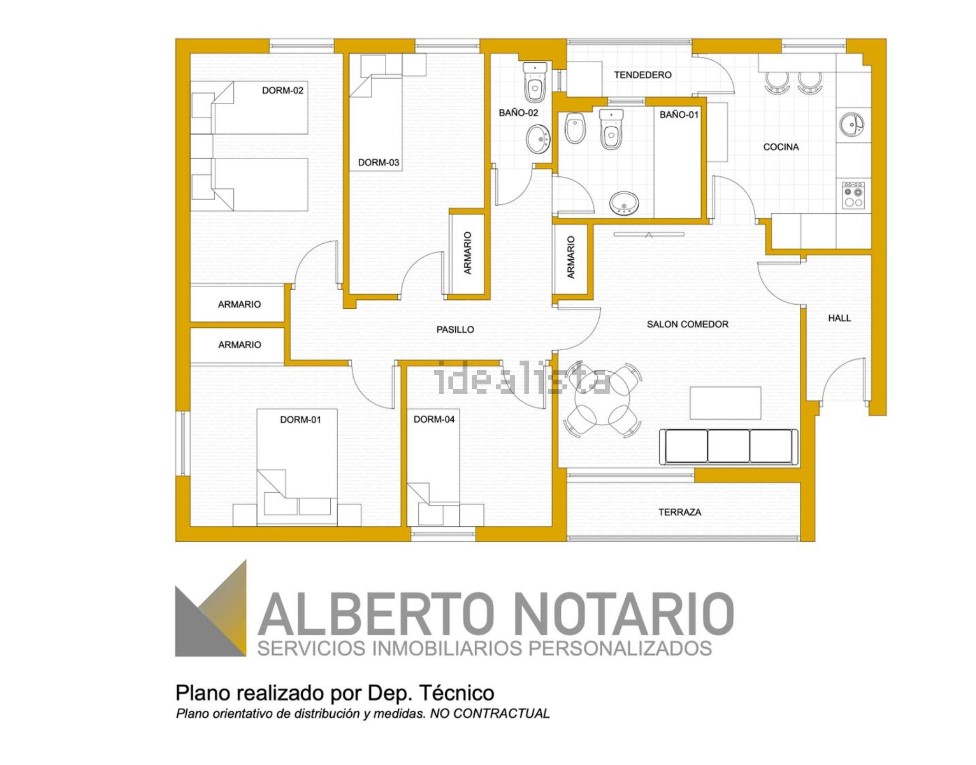 DORM-02
DORM-03
BAÑO-02
TENDEDERO
BAÑO-01
COCINA
ARMARIO
ARMARIO
ARMARIO
ARMARIO
PASILLO
SALON COMEDOR
HALL
idealista
DORM-01
DORM-04
TERRAZA
ALBERTO NOTARIO
SERVICIOS INMOBILIARIOS PERSONALIZADOS
Plano realizado por Dep. Técnico
Plano orientativo de distribución y medidas. NO CONTRACTUAL